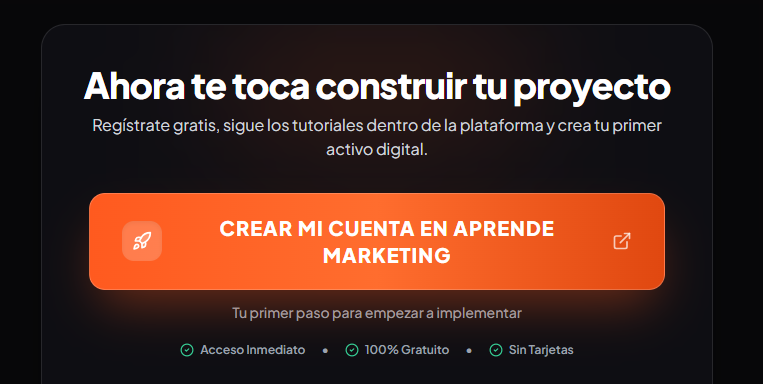 Ahora te toca construir tu proyecto
Regístrate gratis, sigue los tutoriales dentro de la plataforma y crea tu primer
activo digital.
CREAR MI CUENTA EN APRENDE
MARKETING
Tu primer paso para empezar a implementar
Acceso Inmediato • 100% Gratuito • Sin Tarjetas